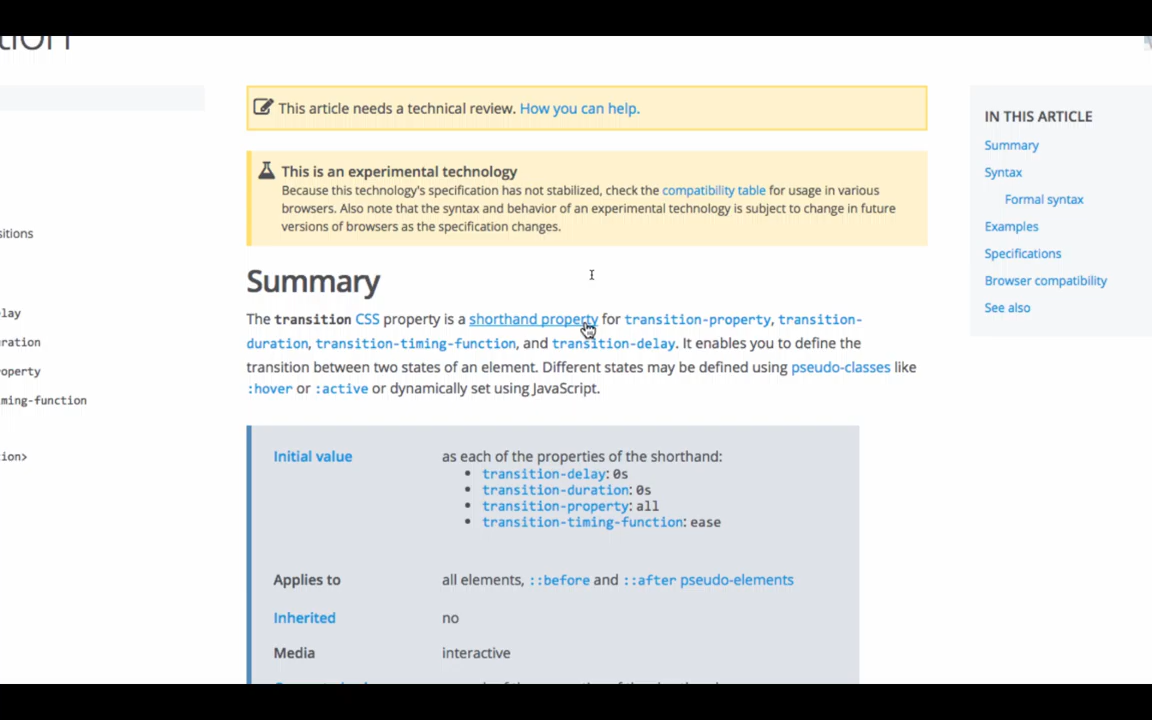 This article needs a technical review. How you can help.
This is an experimental technology
Because this technology's specification has not stabilized, check the compatibility table for usage in various
browsers. Also note that the syntax and behavior of an experimental technology is subject to change in future
versions of browsers as the specification changes.
Summary
The transition CSS property is a shorthand property for transition-property, transition-
duration, transition-timing-function, and transition-delay. It enables you to define the
transition between two states of an element. Different states may be defined using pseudo-classes like
:hover or :active or dynamically set using JavaScript.
Initial value
as each of the properties of the shorthand:
• transition-delay: 0s
• transition-duration: 0s
• transition-property: all
• transition-timing-function: ease
Applies to
all elements, ::before and ::after pseudo-elements
Inherited
no
Media
interactive
IN THIS ARTICLE
Summary
Syntax
Formal syntax
Examples
Specifications
Browser compatibility
See also